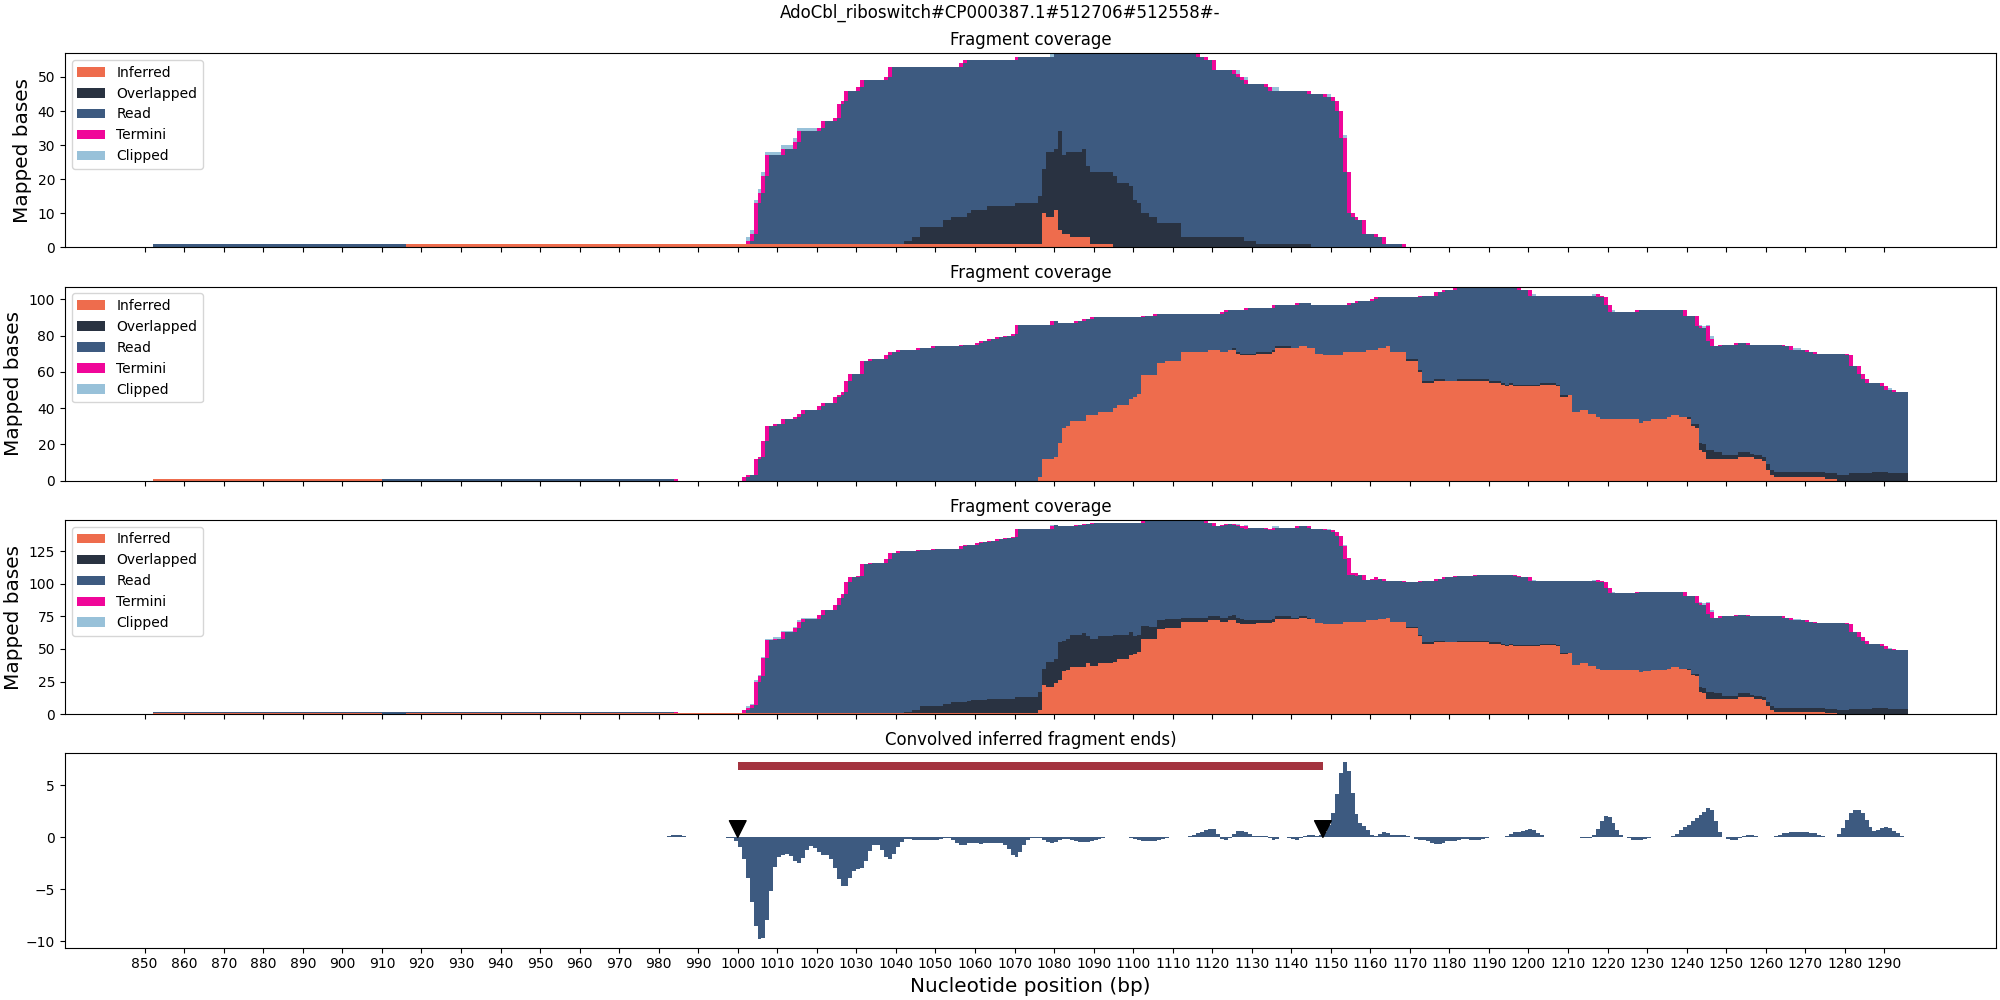 AdoCbl_riboswitch#CP000387.1#512706#512558#-
Fragment coverage
Mapped bases
50
40
30
20
10
0
Inferred
Overlapped
Read
Termini
Clipped
Fragment coverage
Mapped bases
100
80
60
40
20
0
Inferred
Overlapped
Read
Termini
Clipped
Fragment coverage
Mapped bases
125
100
75
50
25
0
Inferred
Overlapped
Read
Termini
Clipped
Convolved inferred fragment ends)
5
0
−5
−10
850 860 870 880 890 900 910 920 930 940 950 960 970 980 990 1000 1010 1020 1030 1040 1050 1060 1070 1080 1090 1100 1110 1120 1130 1140 1150 1160 1170 1180 1190 1200 1210 1220 1230 1240 1250 1260 1270 1280 1290
Nucleotide position (bp)